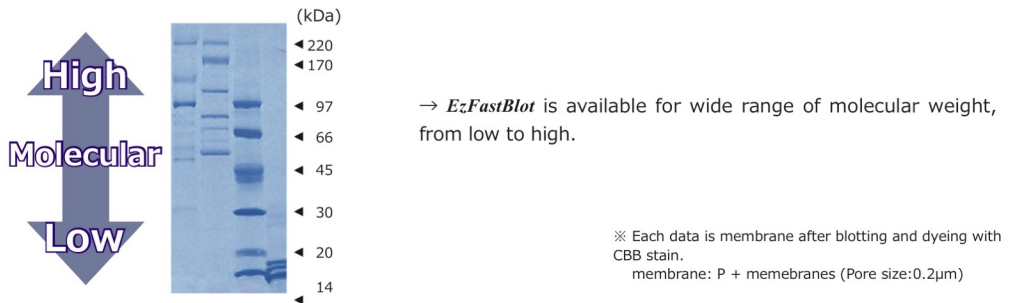 (kDa)
◄ 220
◄ 170
High
◄ 97
→ EzFastBlot is available for wide range of molecular weight,
from low to high.
◄ 66
Molecular
◄ 45
◄ 30
Low
※ Each data is membrane after blotting and dyeing with
CBB stain.
◄ 20
membrane: P + memebranes (Pore size:0.2μm)
14
◄